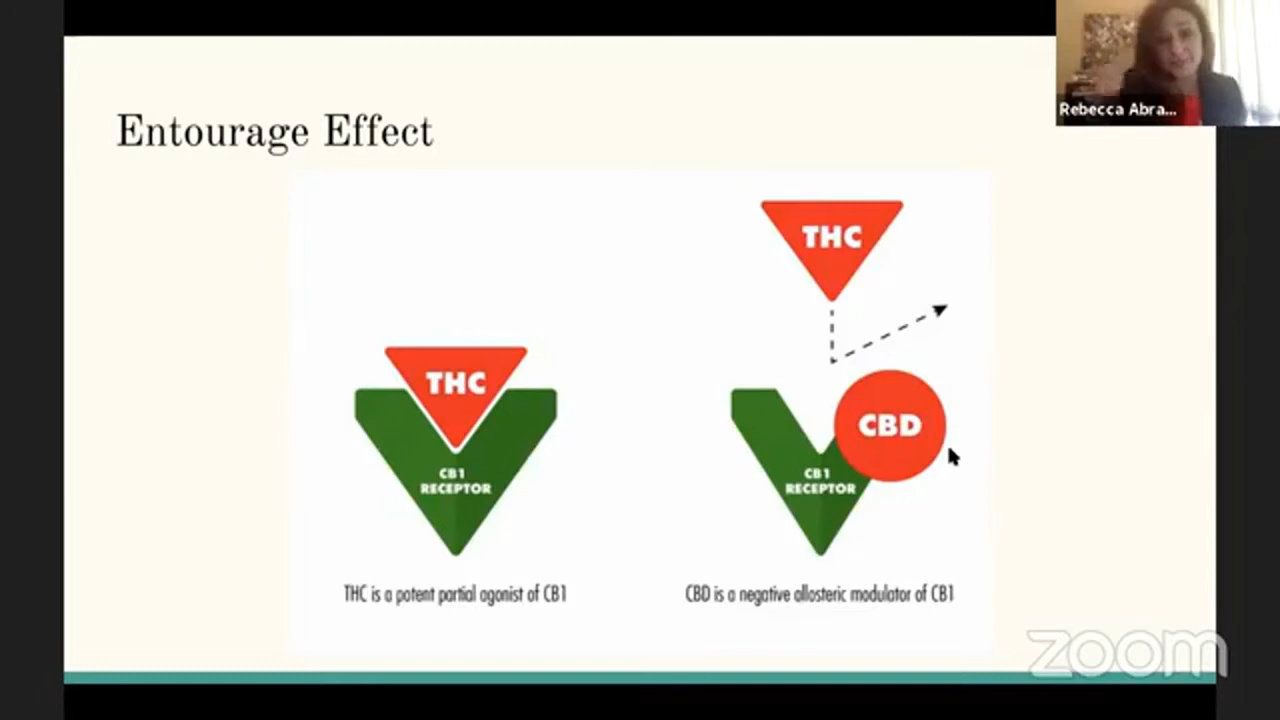 Rebecca Abra...
Entourage Effect
THC
THC
CBD
CB1
RECEPTOR
CB1
RECEPTOR
THC is a potent partial agonist of CB1
CBD is a negative allosteric modulator of CB1
zoom